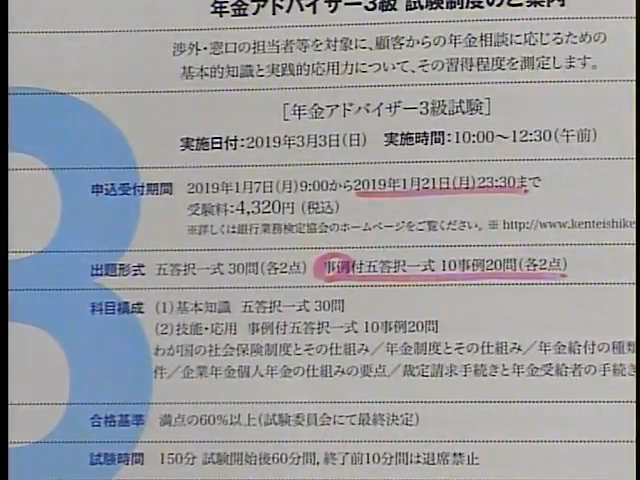 年金アドバイザー3級 試験制度のご案内
渉外・窓口の担当者等を対象に、顧客からの年金相談に応じるための
基本的知識と実践的応用力について、その習得程度を測定します。
[年金アドバイザー3級試験]
実施日付:2019年3月3日(日) 実施時間:10:00〜12:30(午前)
申込受付期間 2019年1月7日(月)9:00から2019年1月21日(月)23:30まで
受験料:4,320円(税込)
※詳しくは銀行業務検定協会のホームページをご覧ください。※ http://www.kenteishike
出題形式 五答択一式 30問(各2点) 事例付五答択一式 10事例20問(各2点)
科目構成 (1)基本知識 五答択一式 30問
(2)技能・応用 事例付五答択一式 10事例20問
わが国の社会保険制度とその仕組み/年金制度とその仕組み/年金給付の種類
件/企業年金個人年金の仕組みの要点/裁定請求手続きと年金受給者の手続き
合格基準 満点の60%以上(試験委員会にて最終決定)
試験時間 150分 試験開始後60分間,終了前10分間は退席禁止